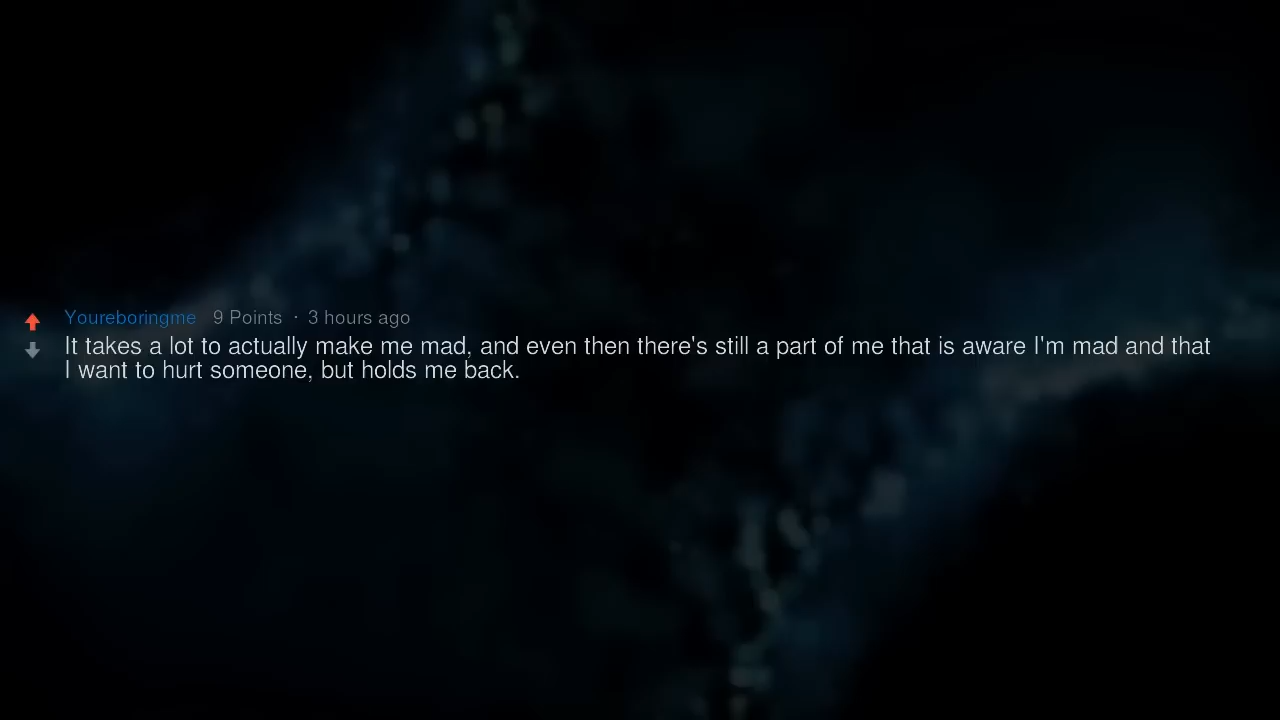 Youreboringme 9 Points · 3 hours ago
It takes a lot to actually make me mad, and even then there's still a part of me that is aware I'm mad and that
I want to hurt someone, but holds me back.